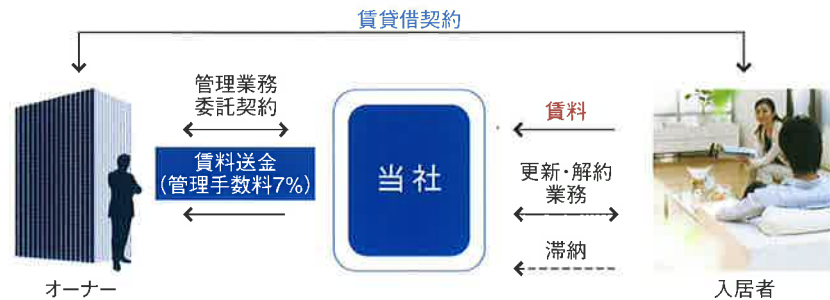 賃貸借契約
管理業務
委託契約
賃料送金
(管理手数料7%)
当社
賃料
更新・解約
業務
滞納
オーナー
入居者